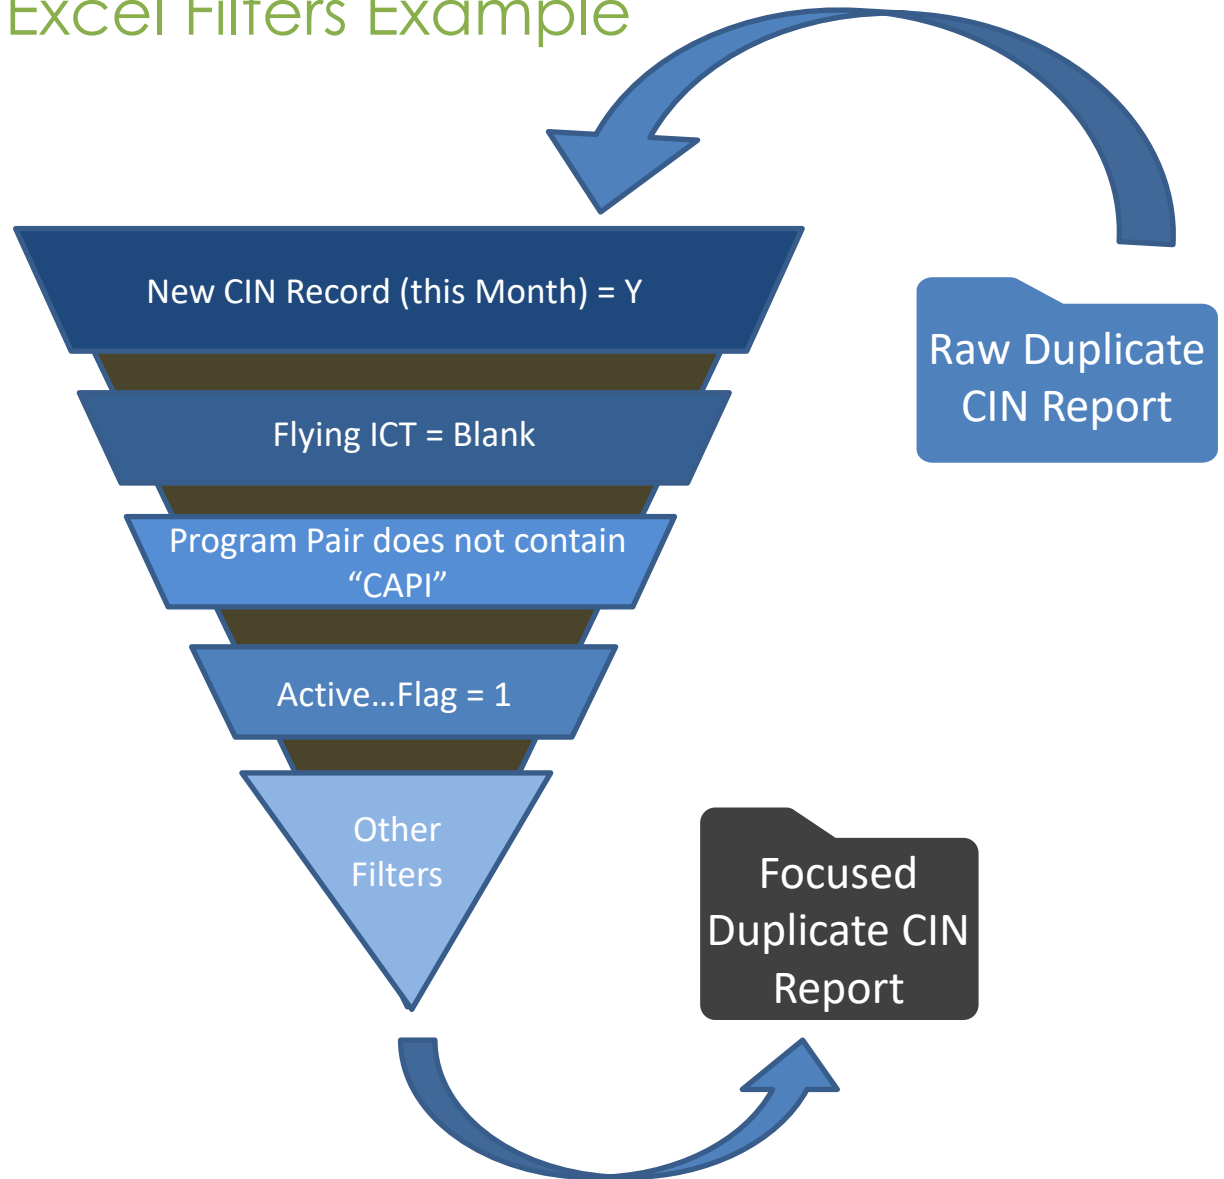 Excel Filters Example
New CIN Record (this Month) = Y
Raw Duplicate
CIN Report
Flying ICT = Blank
Program Pair does not contain
“CAPI”
Active…Flag = 1
Other
Filters
Focused
Duplicate CIN
Report